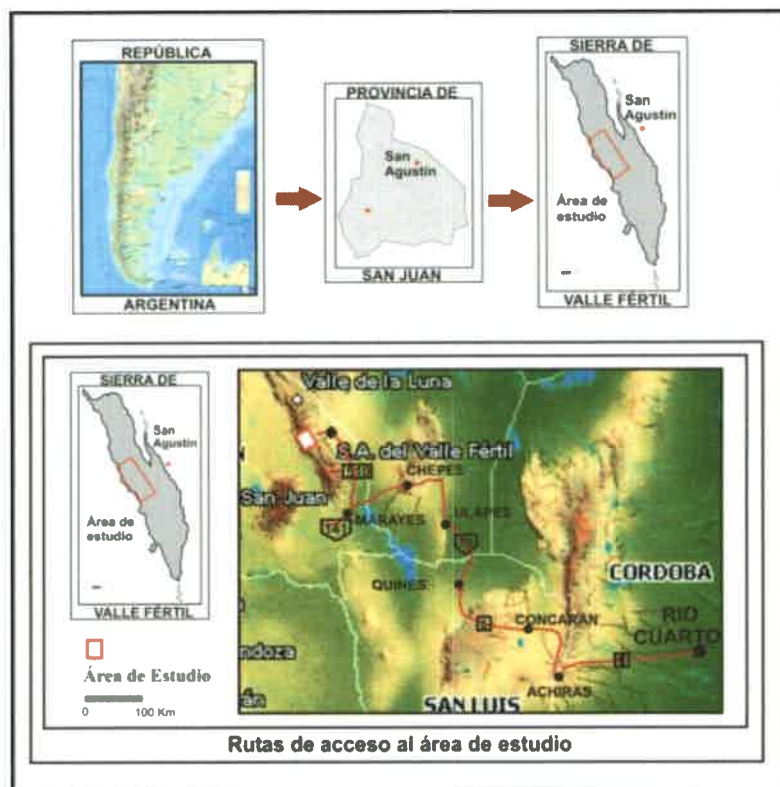 REPÚBLICA
ARGENTINA
PROVINCIA DE
San
Agustín
SAN JUAN
SIERRA DE
San
Agustín
Área de
estudio
VALLE FÉRTIL
SIERRA DE
San
Agustín
Área de
estudio
VALLE FÉRTIL
Área de Estudio
0 100 Km
Valle de la Luna
S.A. del Valle Fértil
CHEPES
San Juan
MARAYES
141
ULAPES
QUINES
CORDOBA
CONCARAN
RIO
CUARTO
ndoza
ACHIRAS
án
SAN LUIS
Rutas de acceso al área de estudio